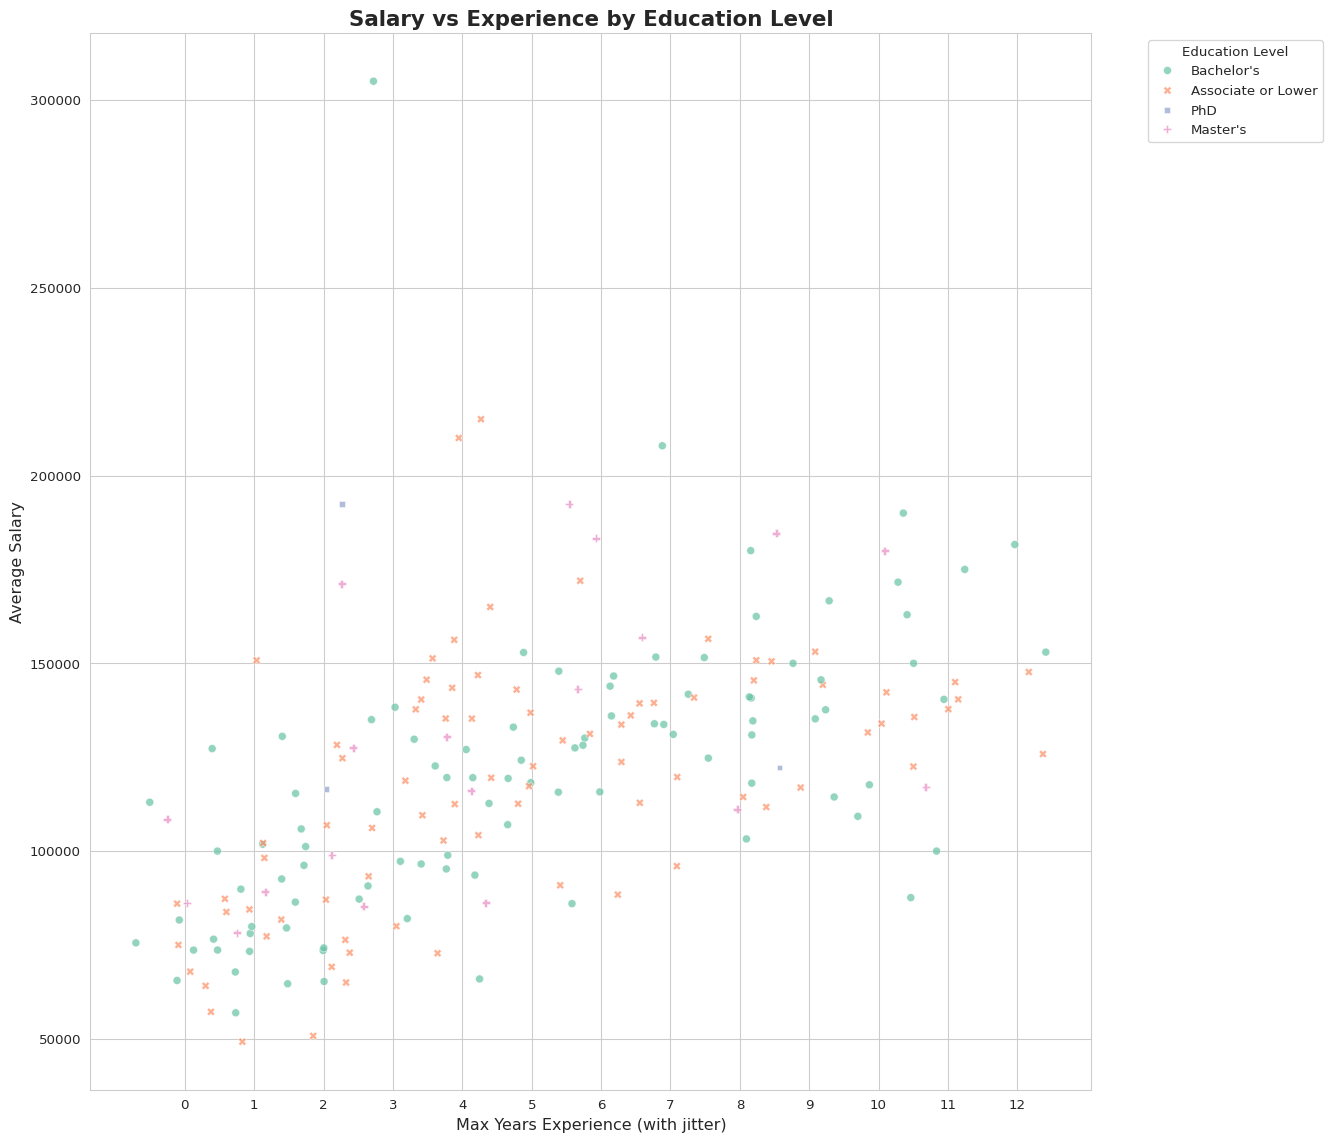 Salary vs Experience by Education Level
Education Level
Bachelor's
Associate or Lower
PhD
Master's
300000
250000
200000
150000
100000
50000
Average Salary
0 1 2 3 4 5 6 7 8 9 10 11 12
Max Years Experience (with jitter)